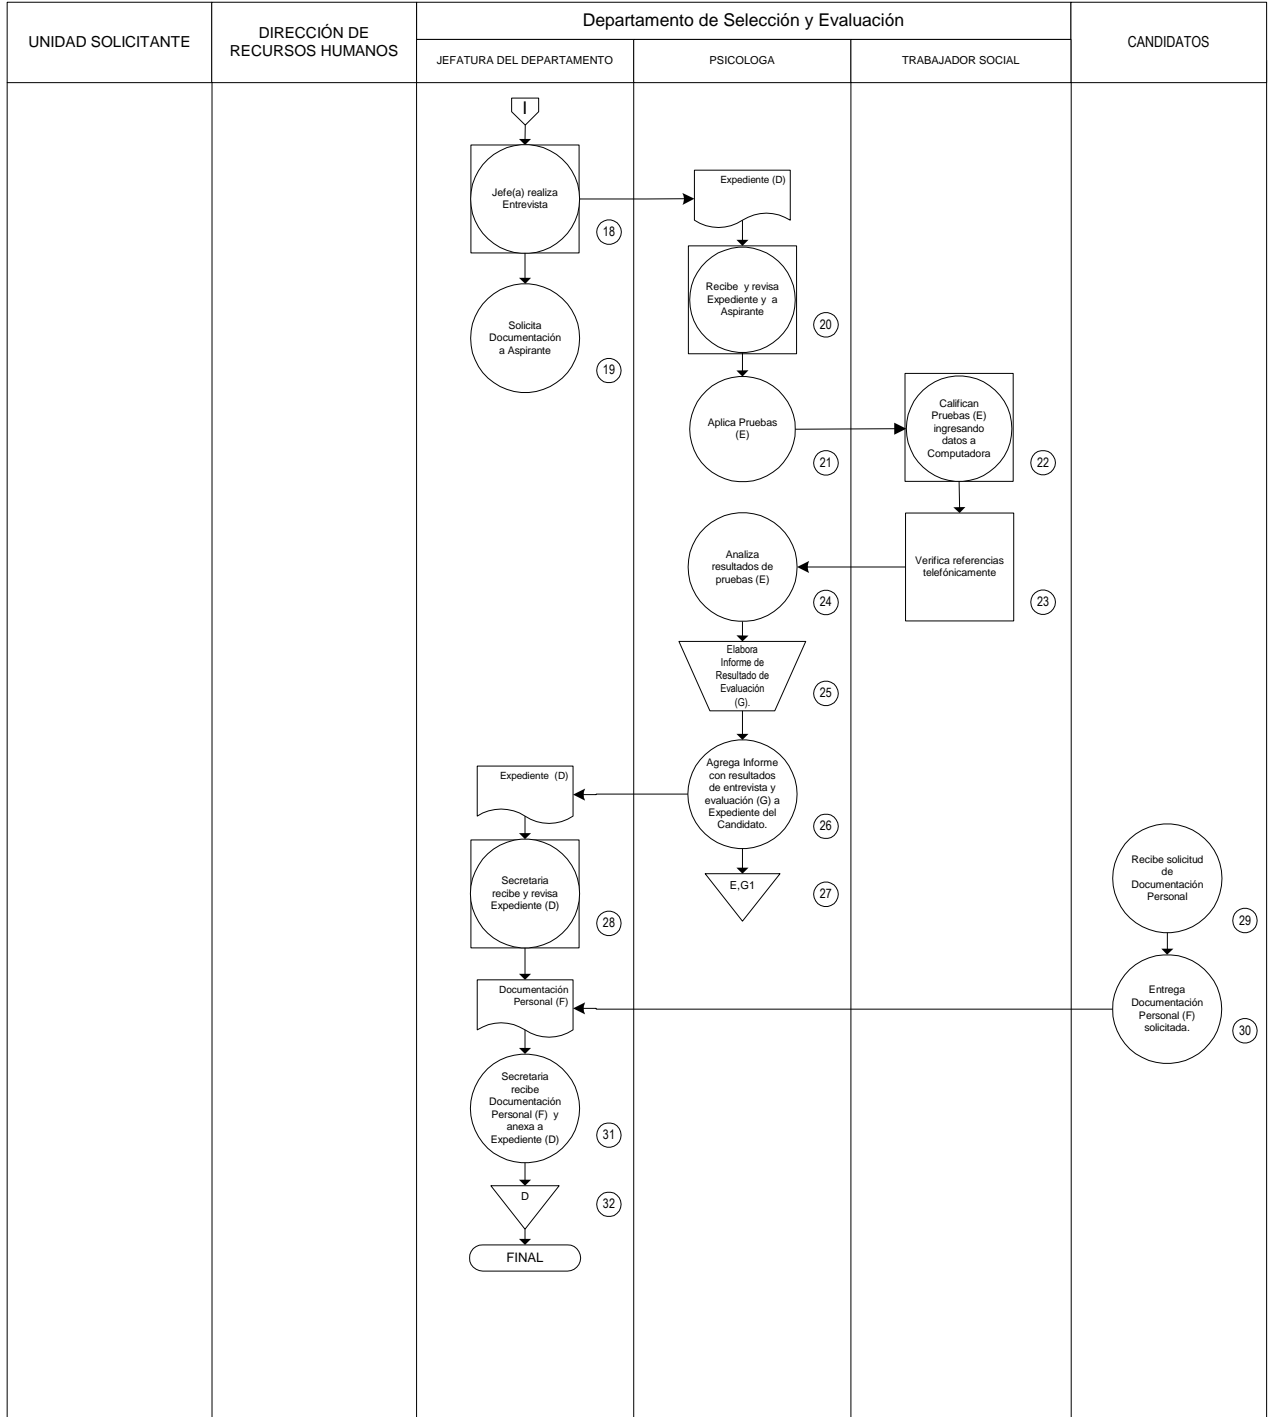 UNIDAD SOLICITANTE
DIRECCIÓN DE
RECURSOS HUMANOS
Departamento de Selección y Evaluación
JEFATURA DEL DEPARTAMENTO
PSICOLOGA
TRABAJADOR SOCIAL
CANDIDATOS
I
Jefe(a) realiza
Entrevista
18
Expediente (D)
Solicita
Documentación
a Aspirante
19
Recibe y revisa
Expediente y a
Aspirante
20
Aplica Pruebas
(E)
21
Califican
Pruebas (E)
ingresando
datos a
Computadora
22
Verifica referencias
telefónicamente
23
Analiza
resultados de
pruebas (E)
24
Elabora
Informe de
Resultado de
Evaluación
(G).
25
Agrega Informe
con resultados
de entrevista y
evaluación (G) a
Expediente del
Candidato.
26
E,G1
27
Expediente (D)
Secretaria
recibe y revisa
Expediente (D)
28
Recibe solicitud
de
Documentación
Personal
29
Entrega
Documentación
Personal (F)
solicitada.
30
Documentación
Personal (F)
Secretaria
recibe
Documentación
Personal (F) y
anexa a
Expediente (D)
31
D
32
FINAL